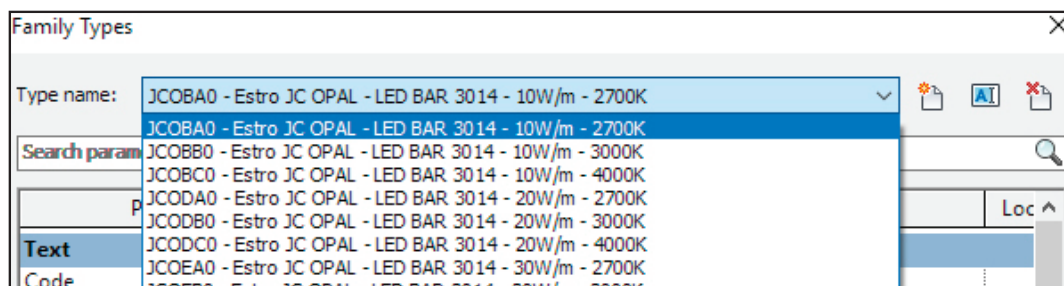 Family Types
Type name: JCOBA0 - Estro JC OPAL - LED BAR 3014 - 10W/m - 2700K
JCOBA0 - Estro JC OPAL - LED BAR 3014 - 10W/m - 2700K
Search param JCOBB0 - Estro JC OPAL - LED BAR 3014 - 10W/m - 3000K
JCOBC0 - Estro JC OPAL - LED BAR 3014 - 10W/m - 4000K
P JCODA0 - Estro JC OPAL - LED BAR 3014 - 20W/m - 2700K Loc
JCODB0 - Estro JC OPAL - LED BAR 3014 - 20W/m - 3000K
Text JCODC0 - Estro JC OPAL - LED BAR 3014 - 20W/m - 4000K
JCOEA0 - Estro JC OPAL - LED BAR 3014 - 30W/m - 2700K
Code